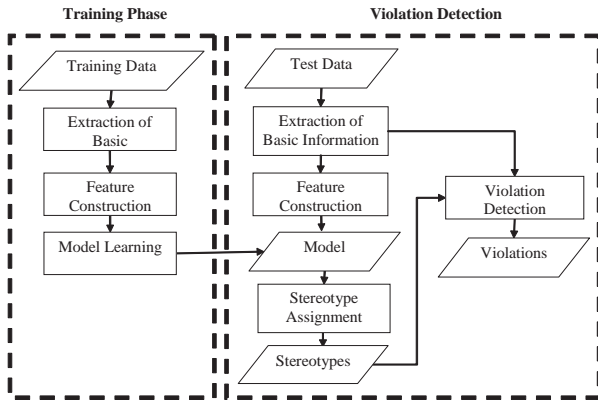 Training Phase
Violation Detection
Training Data
Extraction of
Basic
Feature
Construction
Model Learning
Test Data
Extraction of
Basic Information
Feature
Construction
Model
Stereotype
Assignment
Stereotypes
Violation
Detection
Violations